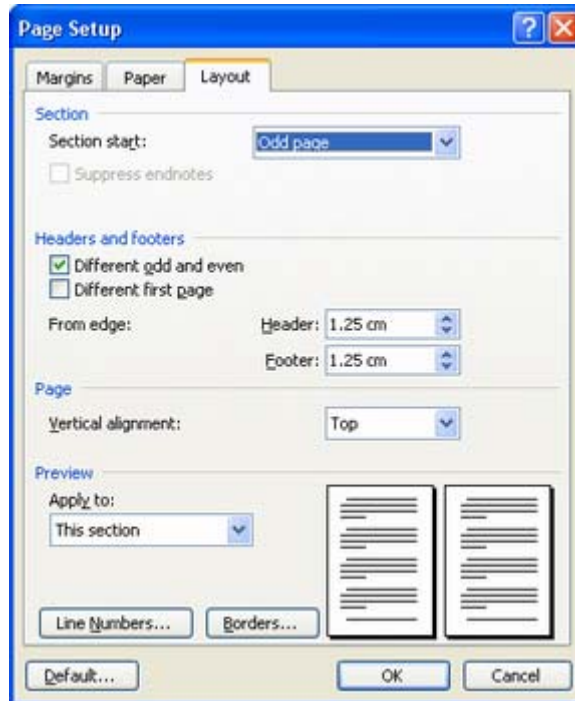 Page Setup
Margins Paper Layout
Section
Section start: Odd page
Suppress endnotes
Headers and footers
Different odd and even
Different first page
From edge: Header: 1.25 cm
Footer: 1.25 cm
Page
Vertical alignment: Top
Preview
Apply to:
This section
Line Numbers... Borders...
Default... OK Cancel